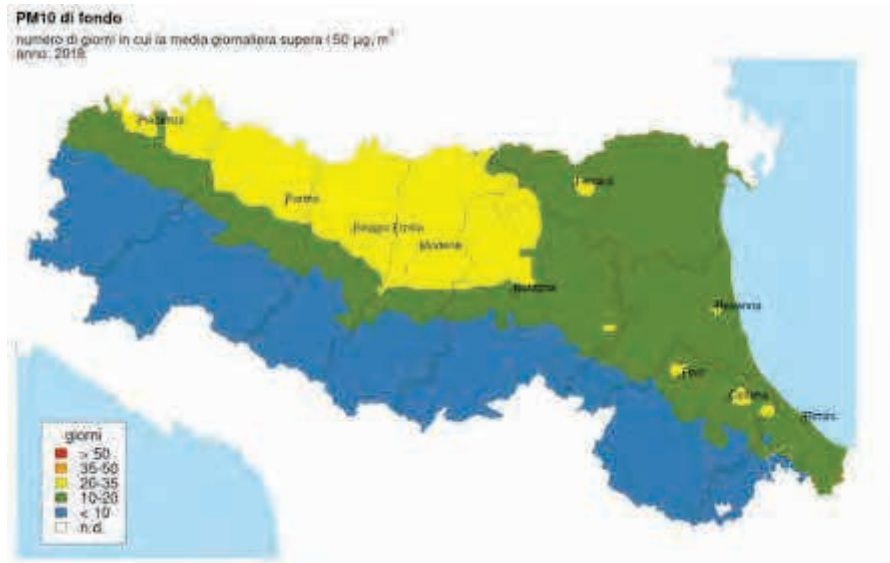 PM10 di fondo
numero di giorni in cui la media giornaliera supera i 50 µg/m³
anno: 2018
Piacenza
Ferrara
Parma
Reggio Emilia
Modena
Bologna
Ravenna
Forlì
Cesena
Rimini
giorni
> 50
35-50
20-35
10-20
< 10
n.d.